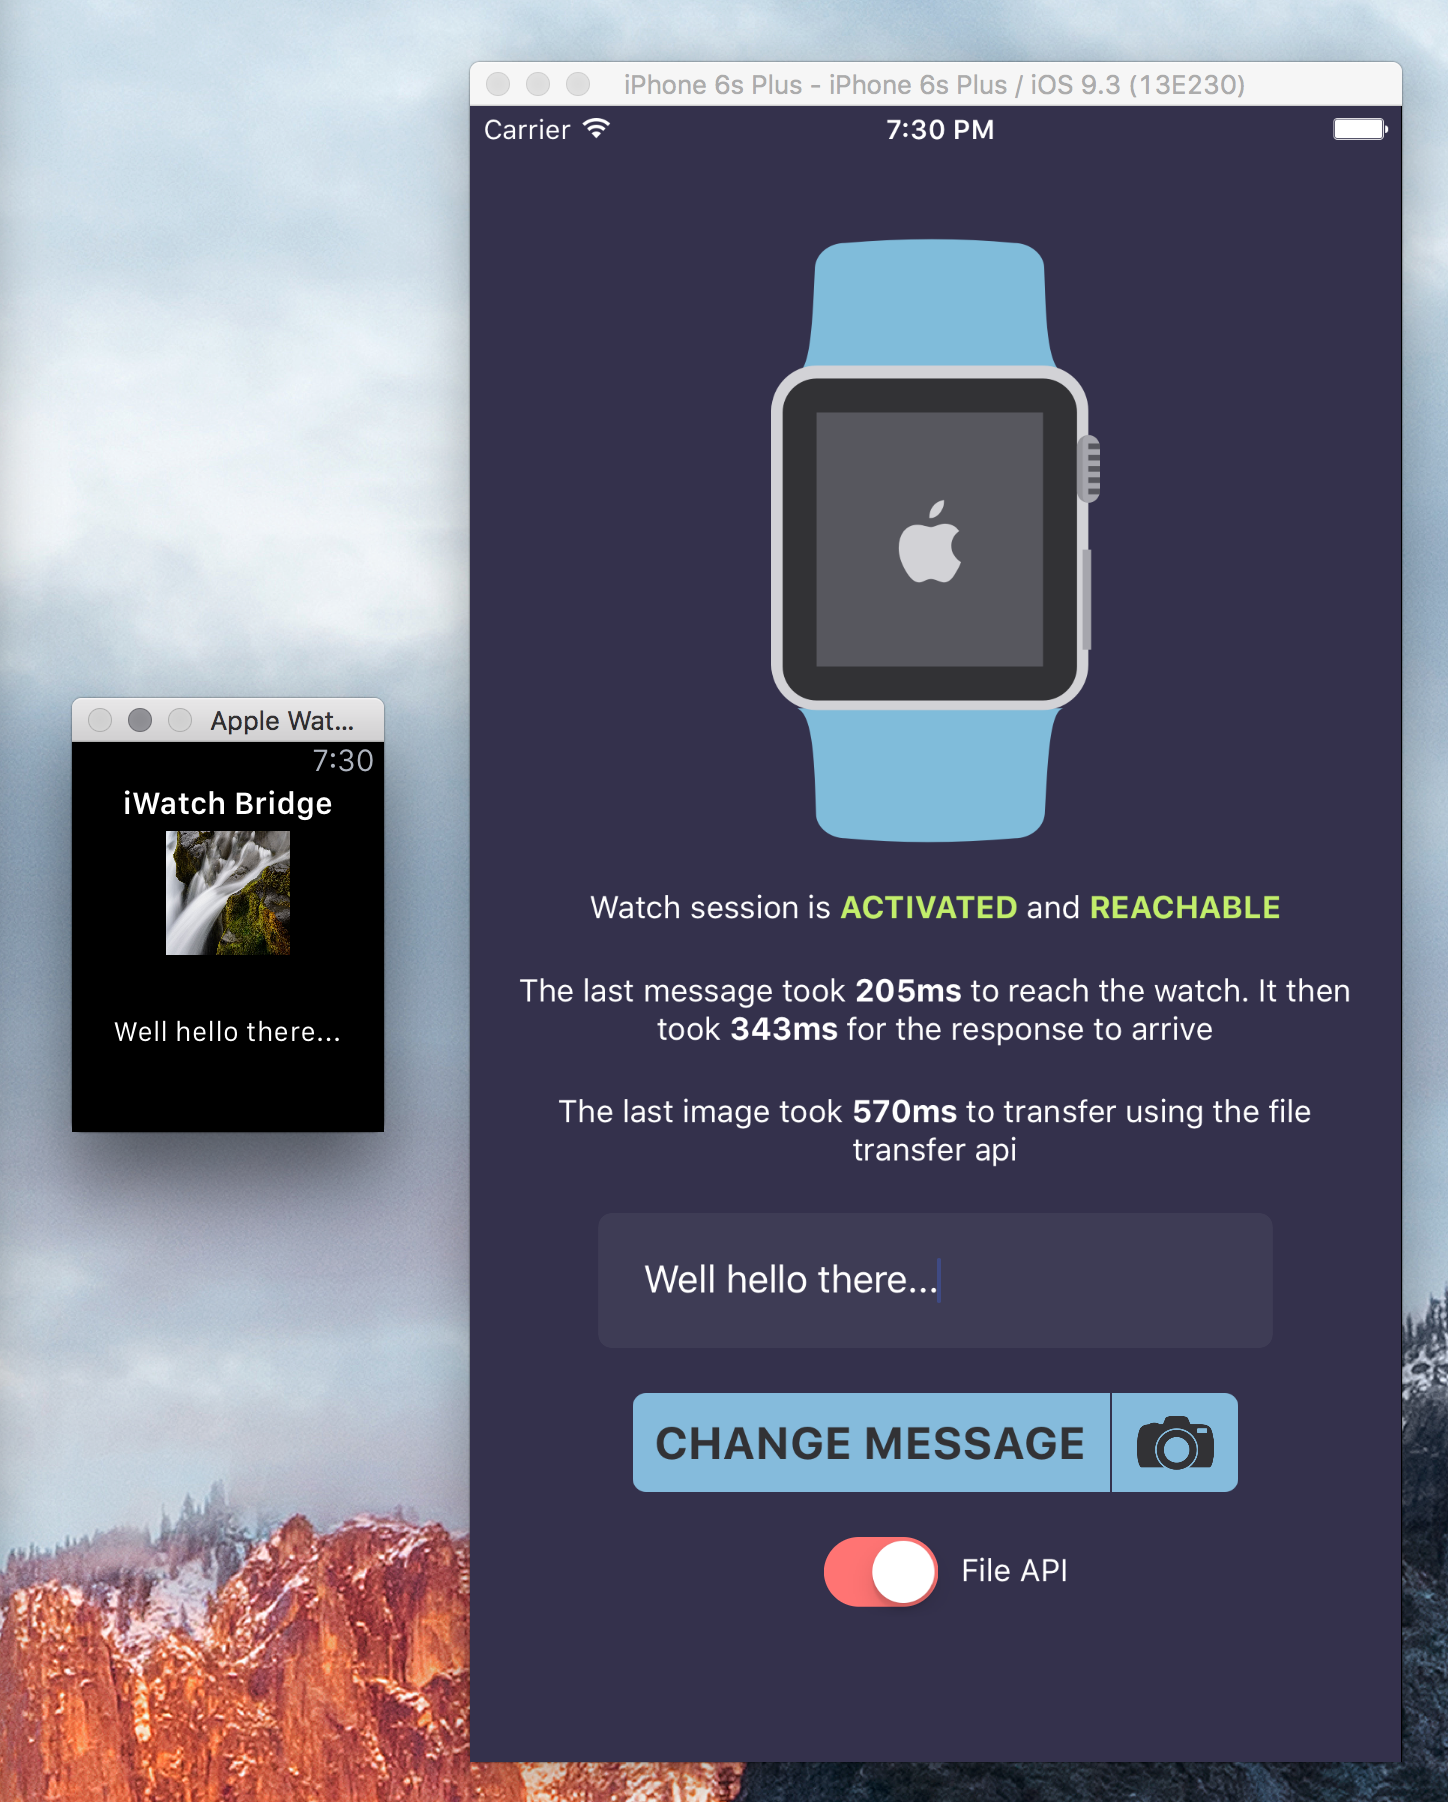 iPhone 6s Plus - iPhone 6s Plus / iOS 9.3 (13E230)
Carrier
7:30 PM
Apple Wat...
7:30
iWatch Bridge
Well hello there...
Watch session is ACTIVATED and REACHABLE
The last message took 205ms to reach the watch. It then
took 343ms for the response to arrive
The last image took 570ms to transfer using the file
transfer api
Well hello there...
CHANGE MESSAGE
File API